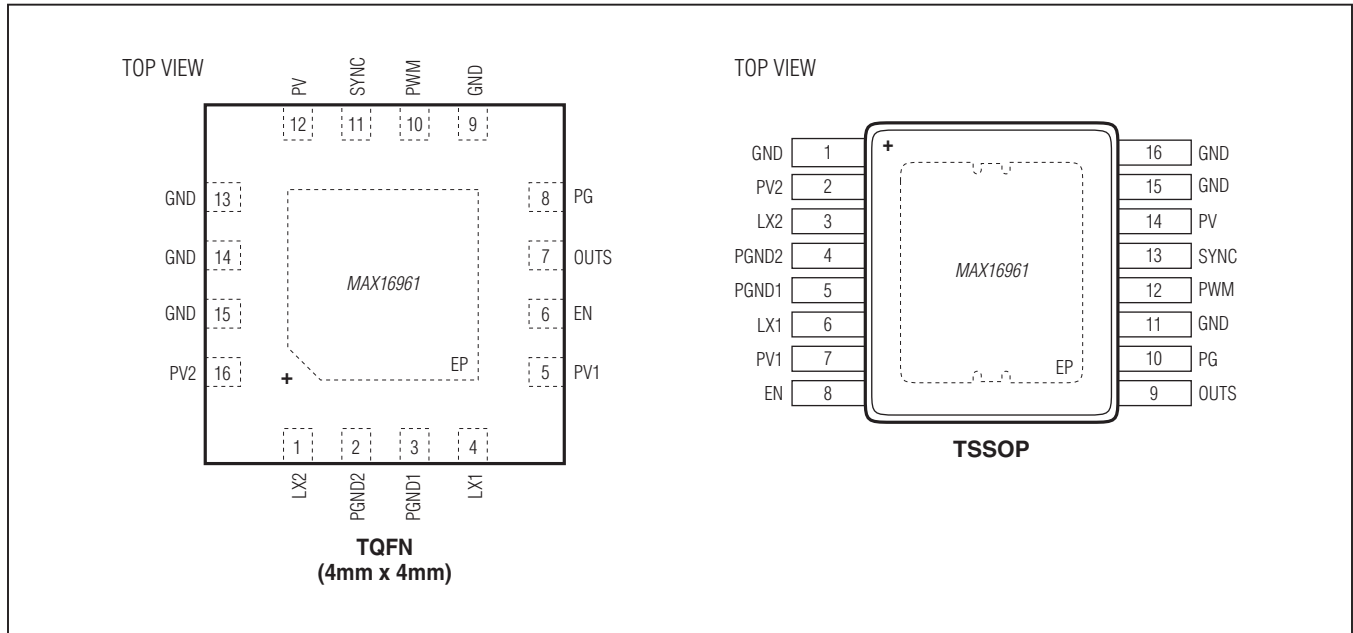 TOP VIEW
PV
SYNC
PWM
GND
12
11
10
9
GND 13
8 PG
GND 14
7 OUTS
MAX16961
GND 15
6 EN
PV2 16
EP
5 PV1
+
1
2
3
4
LX2
PGND2
PGND1
LX1
TQFN
(4mm x 4mm)
TOP VIEW
+
GND 1
16 GND
PV2 2
15 GND
LX2 3
14 PV
PGND2 4
13 SYNC
MAX16961
PGND1 5
12 PWM
LX1 6
11 GND
PV1 7
10 PG
EP
EN 8
9 OUTS
TSSOP